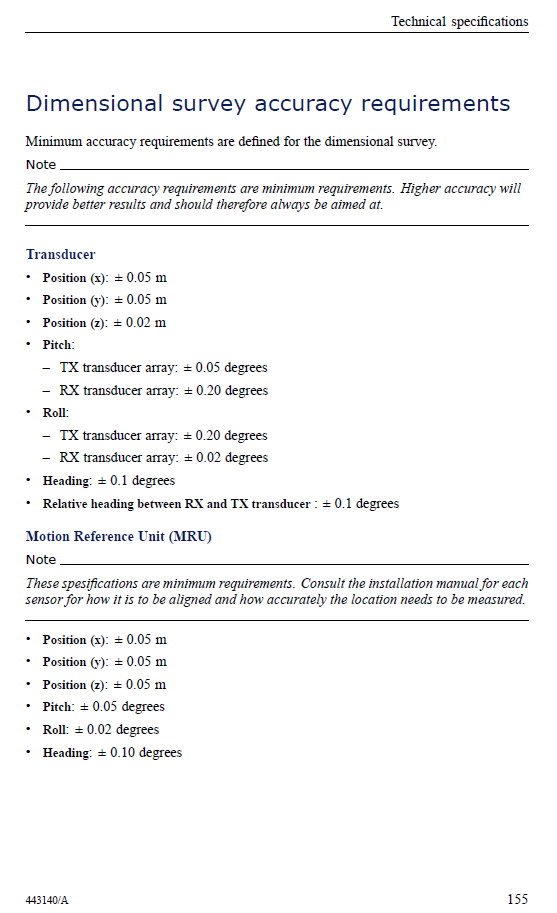 Technical specifications
Dimensional survey accuracy requirements
Minimum accuracy requirements are defined for the dimensional survey.
Note
The following accuracy requirements are minimum requirements. Higher accuracy will
provide better results and should therefore always be aimed at.
Transducer
• Position (x): ± 0.05 m
• Position (y): ± 0.05 m
• Position (z): ± 0.02 m
• Pitch:
– TX transducer array: ± 0.05 degrees
– RX transducer array: ± 0.20 degrees
• Roll:
– TX transducer array: ± 0.20 degrees
– RX transducer array: ± 0.02 degrees
• Heading: ± 0.1 degrees
• Relative heading between RX and TX transducer : ± 0.1 degrees
Motion Reference Unit (MRU)
Note
These spesifications are minimum requirements. Consult the installation manual for each
sensor for how it is to be aligned and how accurately the location needs to be measured.
• Position (x): ± 0.05 m
• Position (y): ± 0.05 m
• Position (z): ± 0.05 m
• Pitch: ± 0.05 degrees
• Roll: ± 0.02 degrees
• Heading: ± 0.10 degrees
443140/A
155